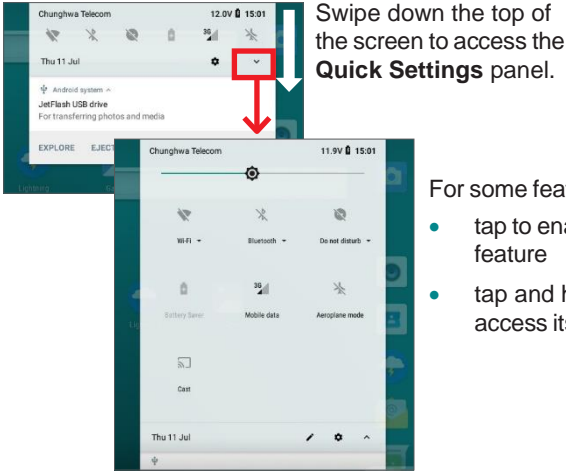 Chunghwa Telecom 12.0V 15:01
3G
Thu 11 Jul
Android system
JetFlash USB drive
For transferring photos and media
EXPLORE EJECT
Lightning
Swipe down the top of
the screen to access the
Quick Settings panel.
Chunghwa Telecom 11.9V 15:01
Wi-Fi Bluetooth Do not disturb
3G
Battery Saver Mobile data Aeroplane mode
Cast
Thu 11 Jul
For some
• tap to
feature
• tap and
access